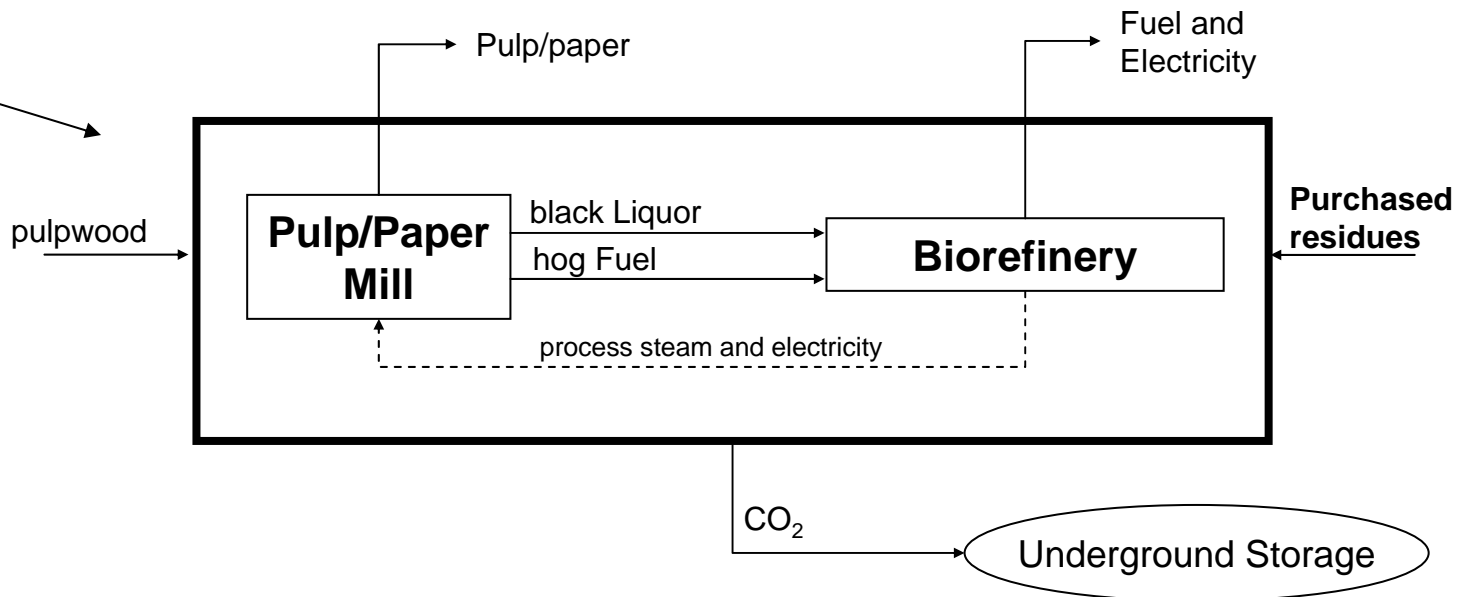 Pulp/paper
Fuel and
Electricity
pulpwood
Pulp/Paper
Mill
black Liquor
hog Fuel
Biorefinery
Purchased
residues
process steam and electricity
CO₂
Underground Storage